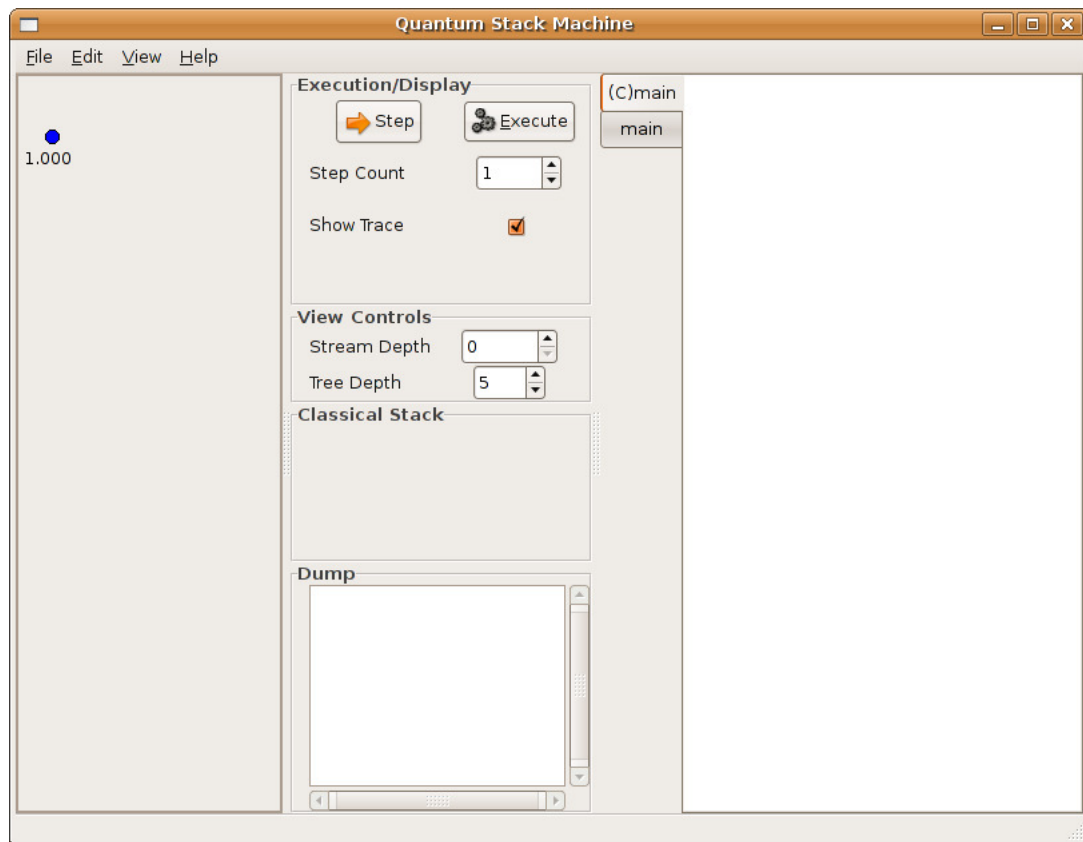 Quantum Stack Machine
File Edit View Help
1.000
Execution/Display
Step Execute
Step Count 1
Show Trace
View Controls
Stream Depth 0
Tree Depth 5
Classical Stack
Dump
(C)main
main